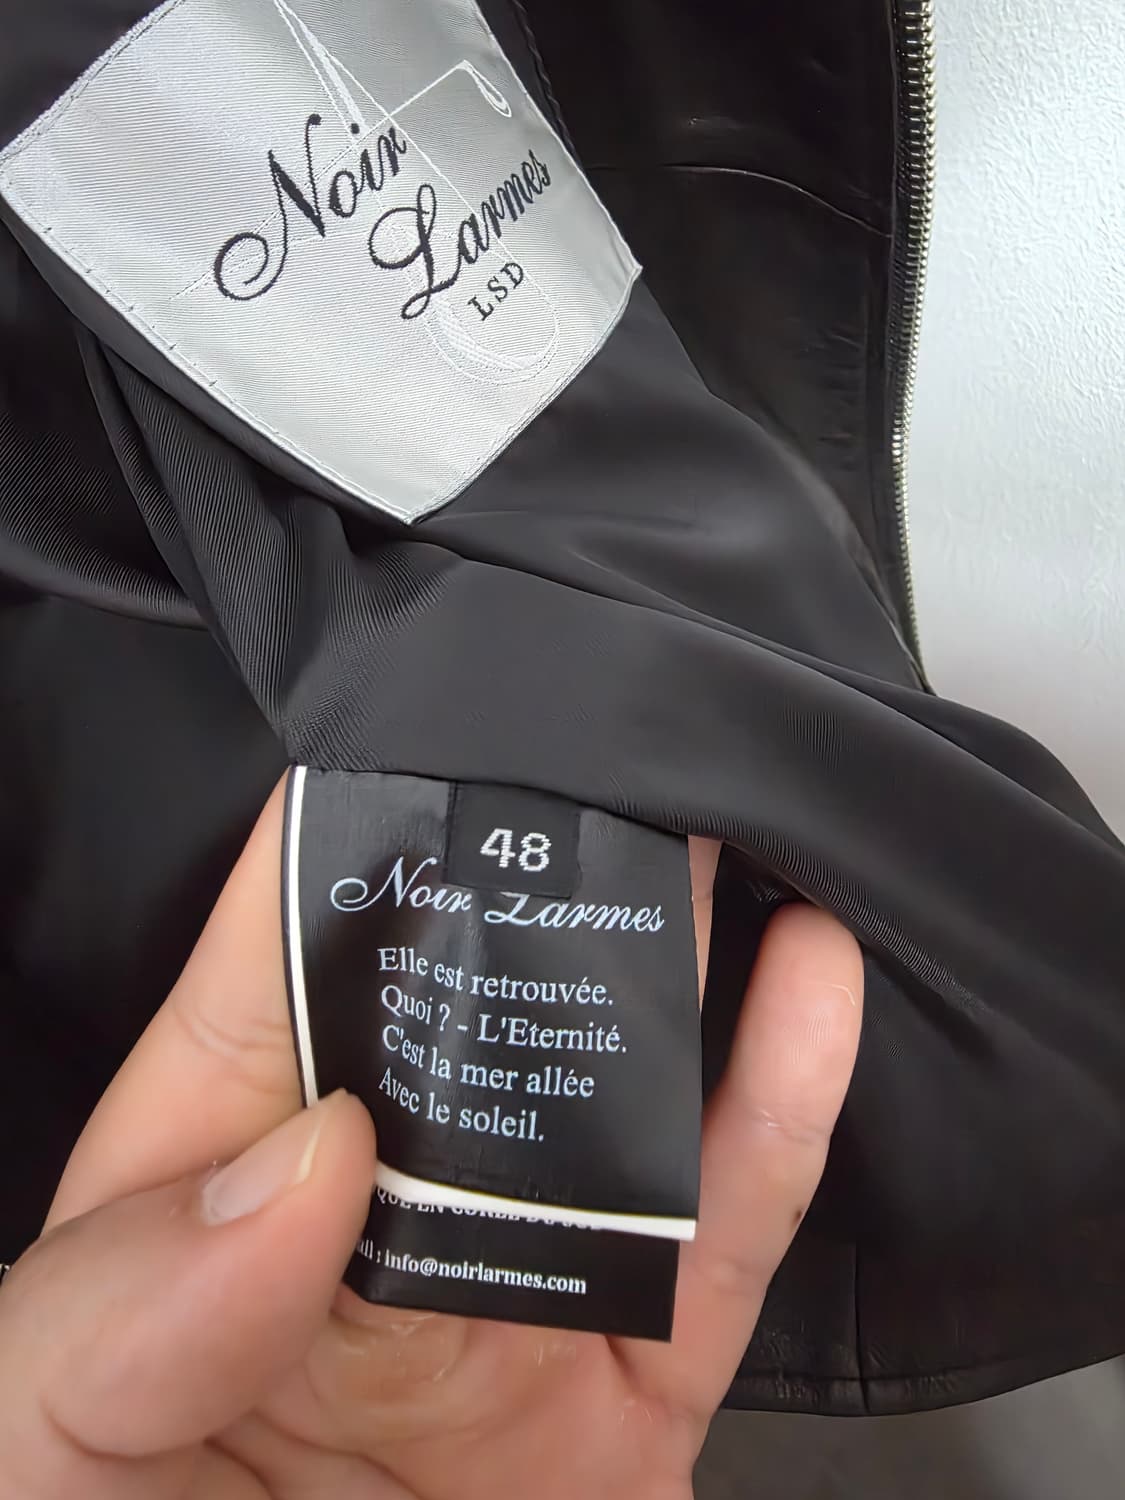 Noir
Larmes
LSD
48
Noir Larmes
Elle est retrouvée.
Quoi ? - L'Eternité.
C'est la mer allée
Avec le soleil.
info@noirlarmes.com